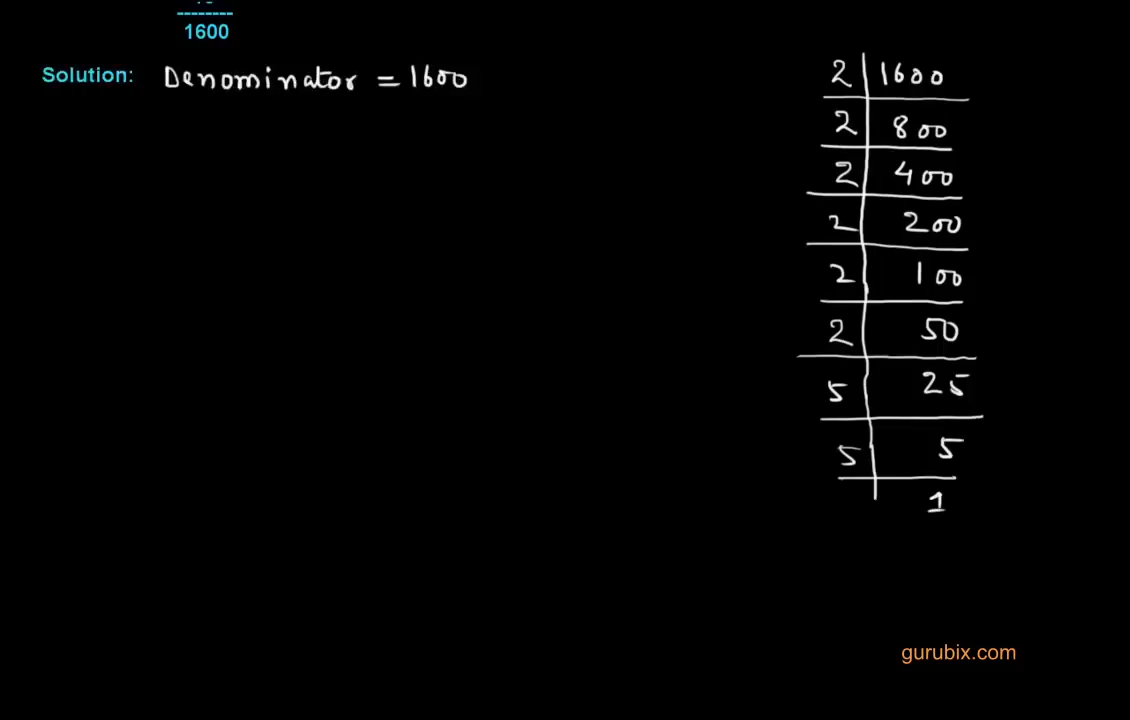 --------
1600
Solution: Denominator = 1600
2 | 1600
2 | 800
2 | 400
2 | 200
2 | 100
2 | 50
5 | 25
5 | 5
1
gurubix.com